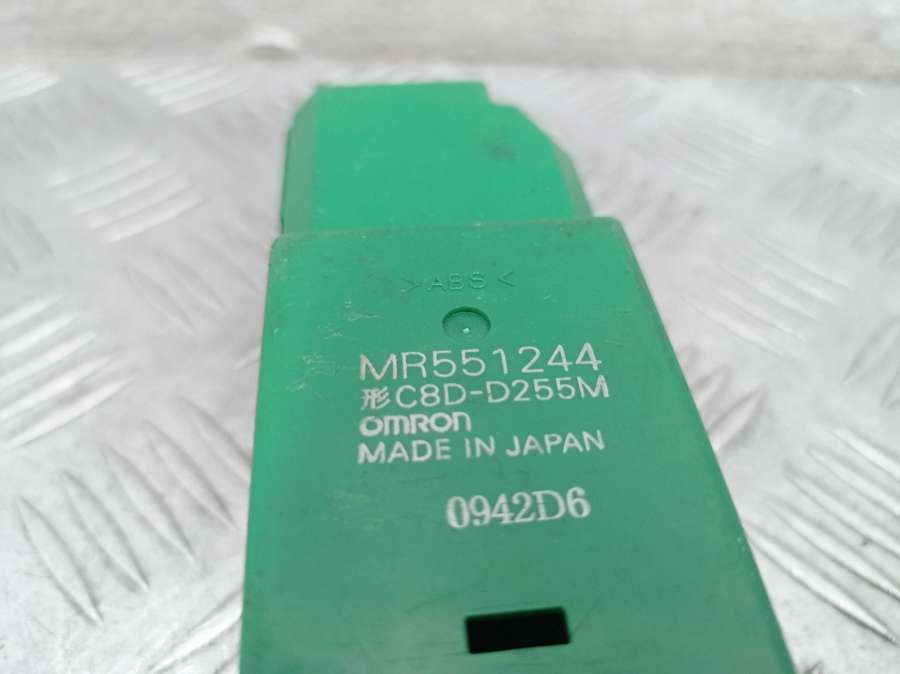 >ABS<
MR551244
形C8D-D255M
omRon
MADE IN JAPAN
0942D6